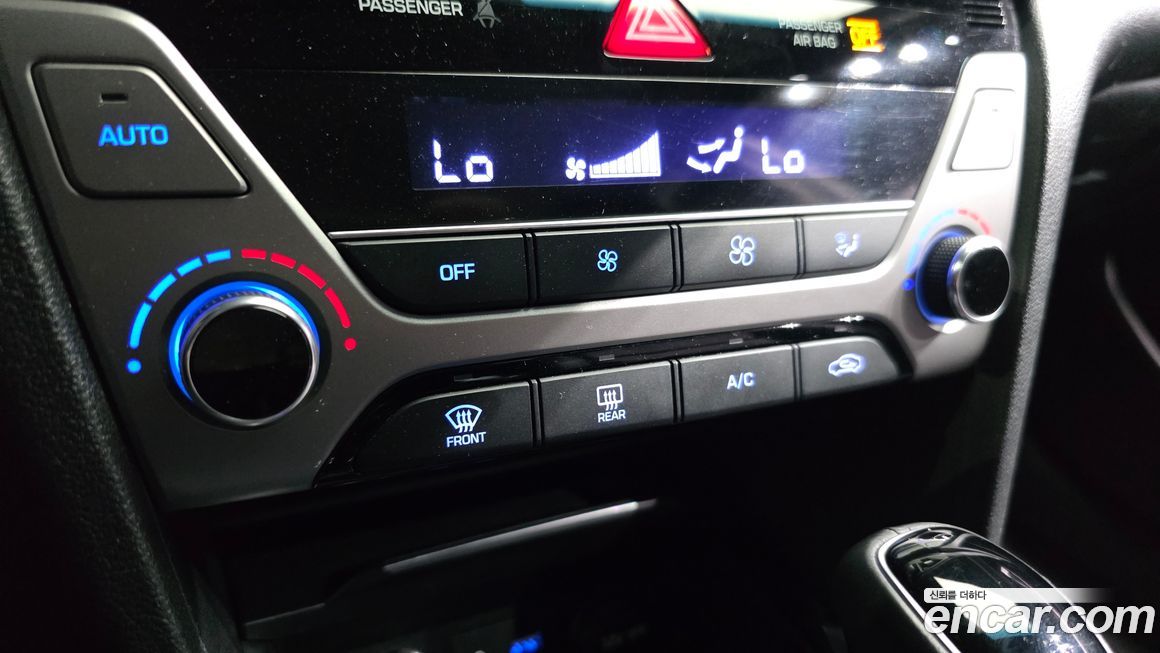 PASSENGER
PASSENGER
AIR BAG
OFF
AUTO
Lo
Lo
OFF
FRONT
REAR
A/C
신뢰를 더하다
encar.com